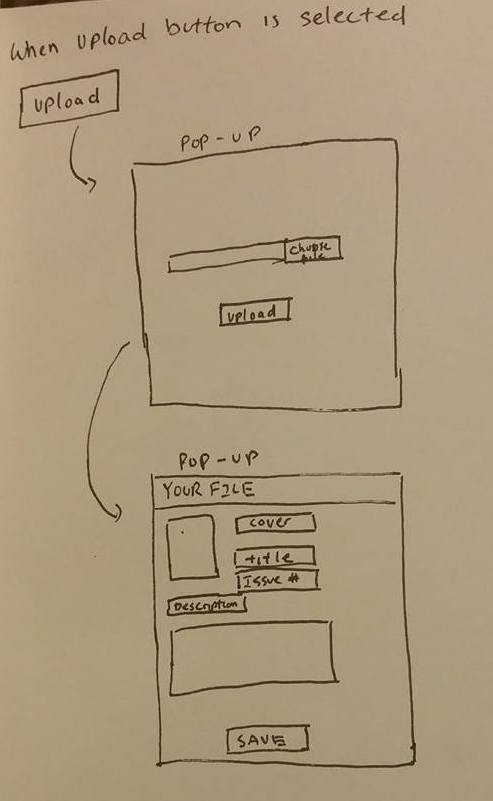 When upload button is selected
upload
POP-UP
choose
file
upload
POP-UP
YOUR FILE
cover
title
Issue #
Description
SAVE